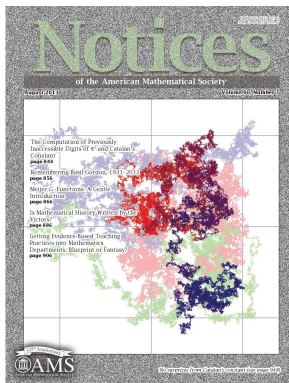 Notices
of the American Mathematical Society
August 2013
Volume 60, Number 7
The Computation of Previously
Inaccessible Digits of π² and Catalan's
Constant
page 844
Remembering Basil Gordon, 1931–2012
page 856
Meijer G-Functions: A Gentle
Introduction
page 866
Is Mathematical History Written by the
Victors?
page 886
Getting Evidence-Based Teaching
Practices into Mathematics
Departments: Blueprint or Fantasy?
page 906
125th Anniversary
AMS
No surprises from Catalan's constant (see page